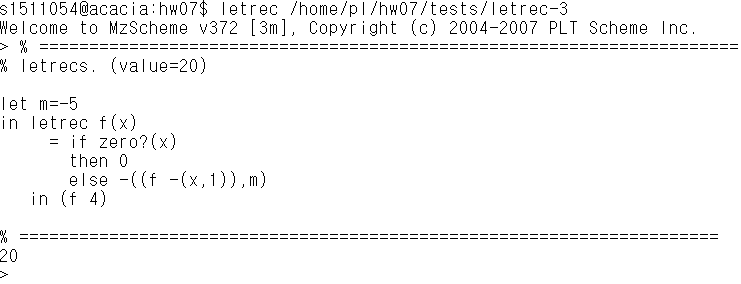 s1511054@acacia:hw07$ letrec /home/pl/hw07/tests/letrec-3
Welcome to MzScheme v372 [3m], Copyright (c) 2004-2007 PLT Scheme Inc.
> % ======================================================================
% letrecs. (value=20)
let m=-5
in letrec f(x)
= if zero?(x)
then 0
else -((f -(x,1)),m)
in (f 4)
% ======================================================================
20
>